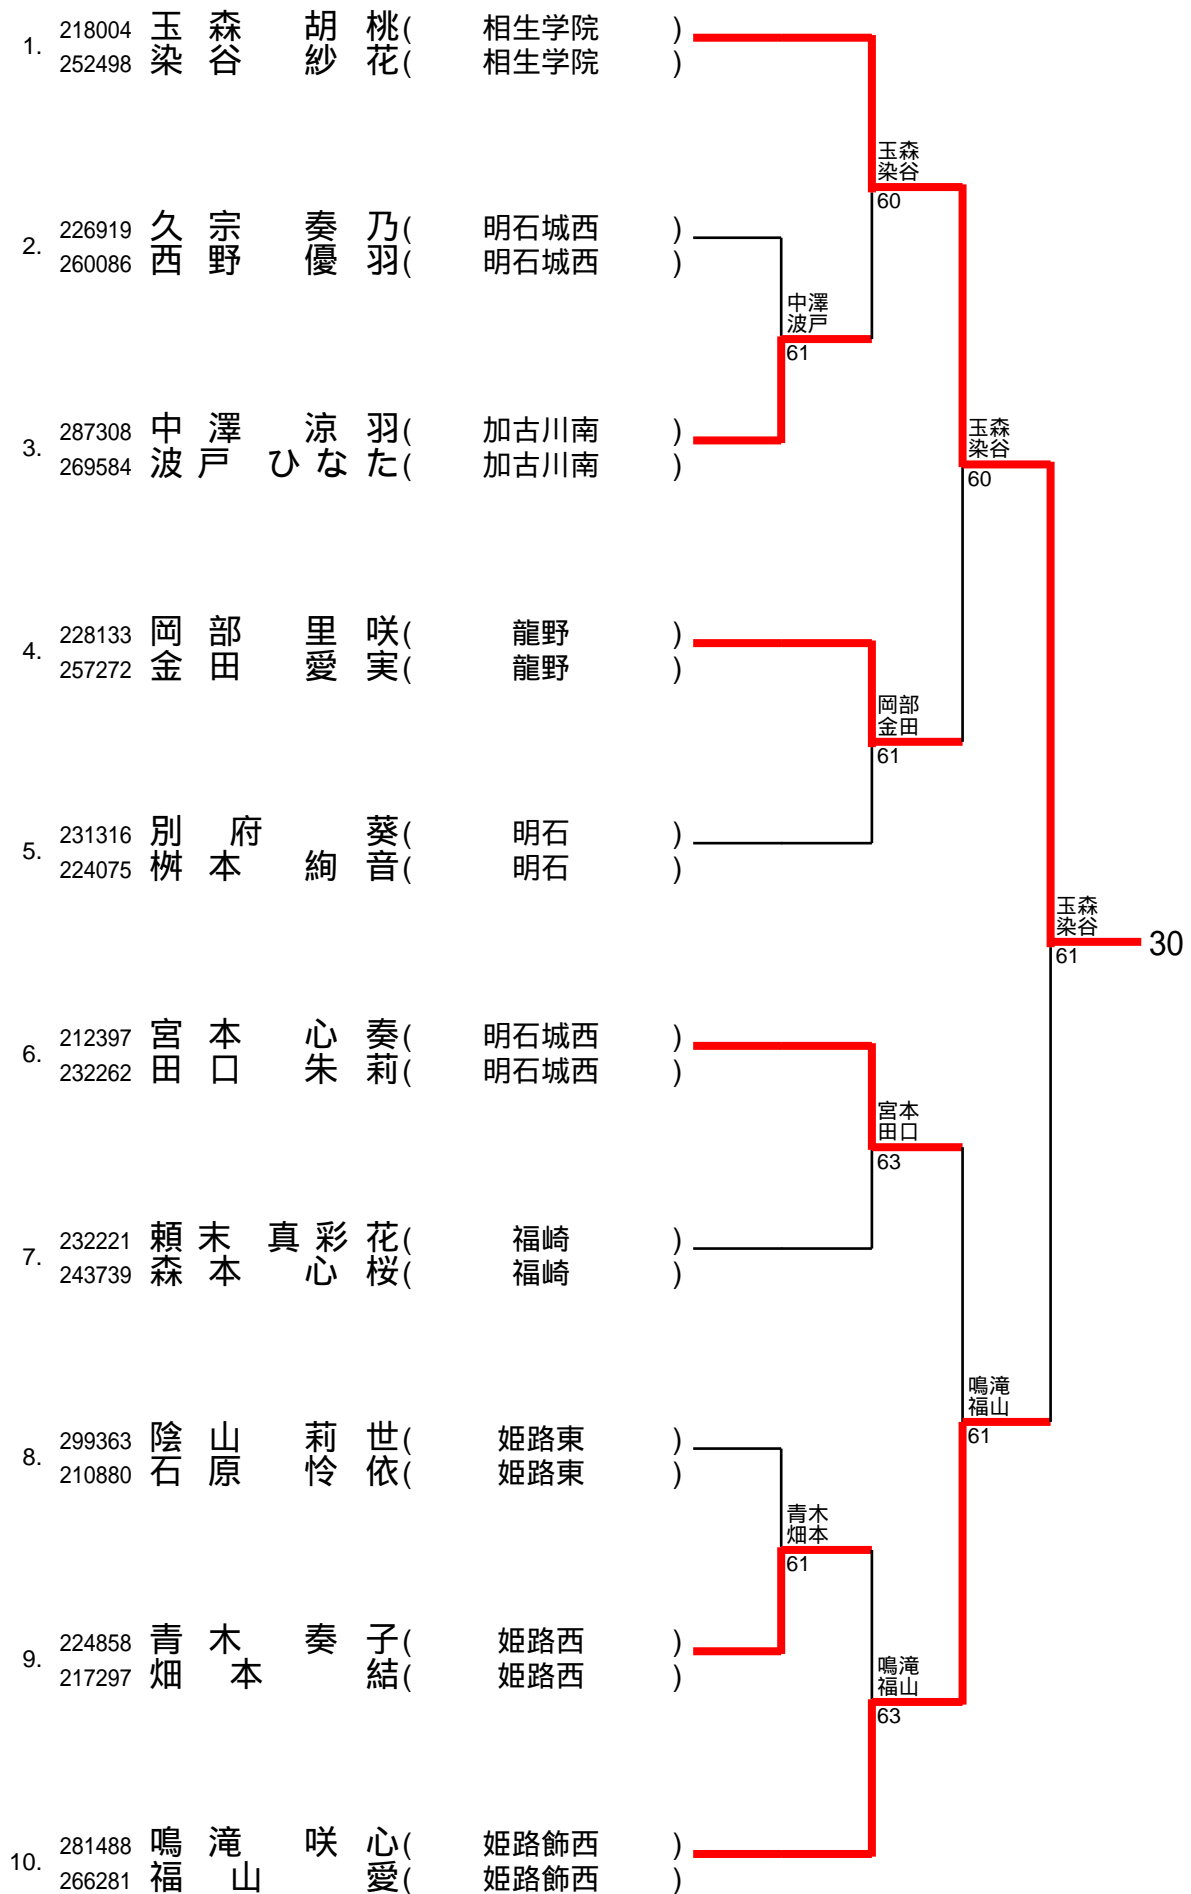 1. 218004 玉森 胡桃( 相生学院 )
252498 染谷 紗花( 相生学院 )
玉森
染谷
60
2. 226919 久宗 奏乃( 明石城西 )
260086 西野 優羽( 明石城西 )
中澤
波戸
61
3. 287308 中澤 涼羽( 加古川南 )
269584 波戸 ひなた( 加古川南 )
玉森
染谷
60
4. 228133 岡部 里咲( 龍野 )
257272 金田 愛実( 龍野 )
岡部
金田
61
5. 231316 別府 葵( 明石 )
224075 桝本 絢音( 明石 )
玉森
染谷
61
30
6. 212397 宮本 心奏( 明石城西 )
232262 田口 朱莉( 明石城西 )
宮本
田口
63
7. 232221 頼末 真彩花( 福崎 )
243739 森本 心桜( 福崎 )
鳴滝
福山
61
8. 299363 陰山 莉世( 姫路東 )
210880 石原 怜依( 姫路東 )
青木
畑本
61
9. 224858 青木 奏子( 姫路西 )
217297 畑本 結( 姫路西 )
鳴滝
福山
63
10. 281488 鳴滝 咲心( 姫路飾西 )
266281 福山 愛( 姫路飾西 )